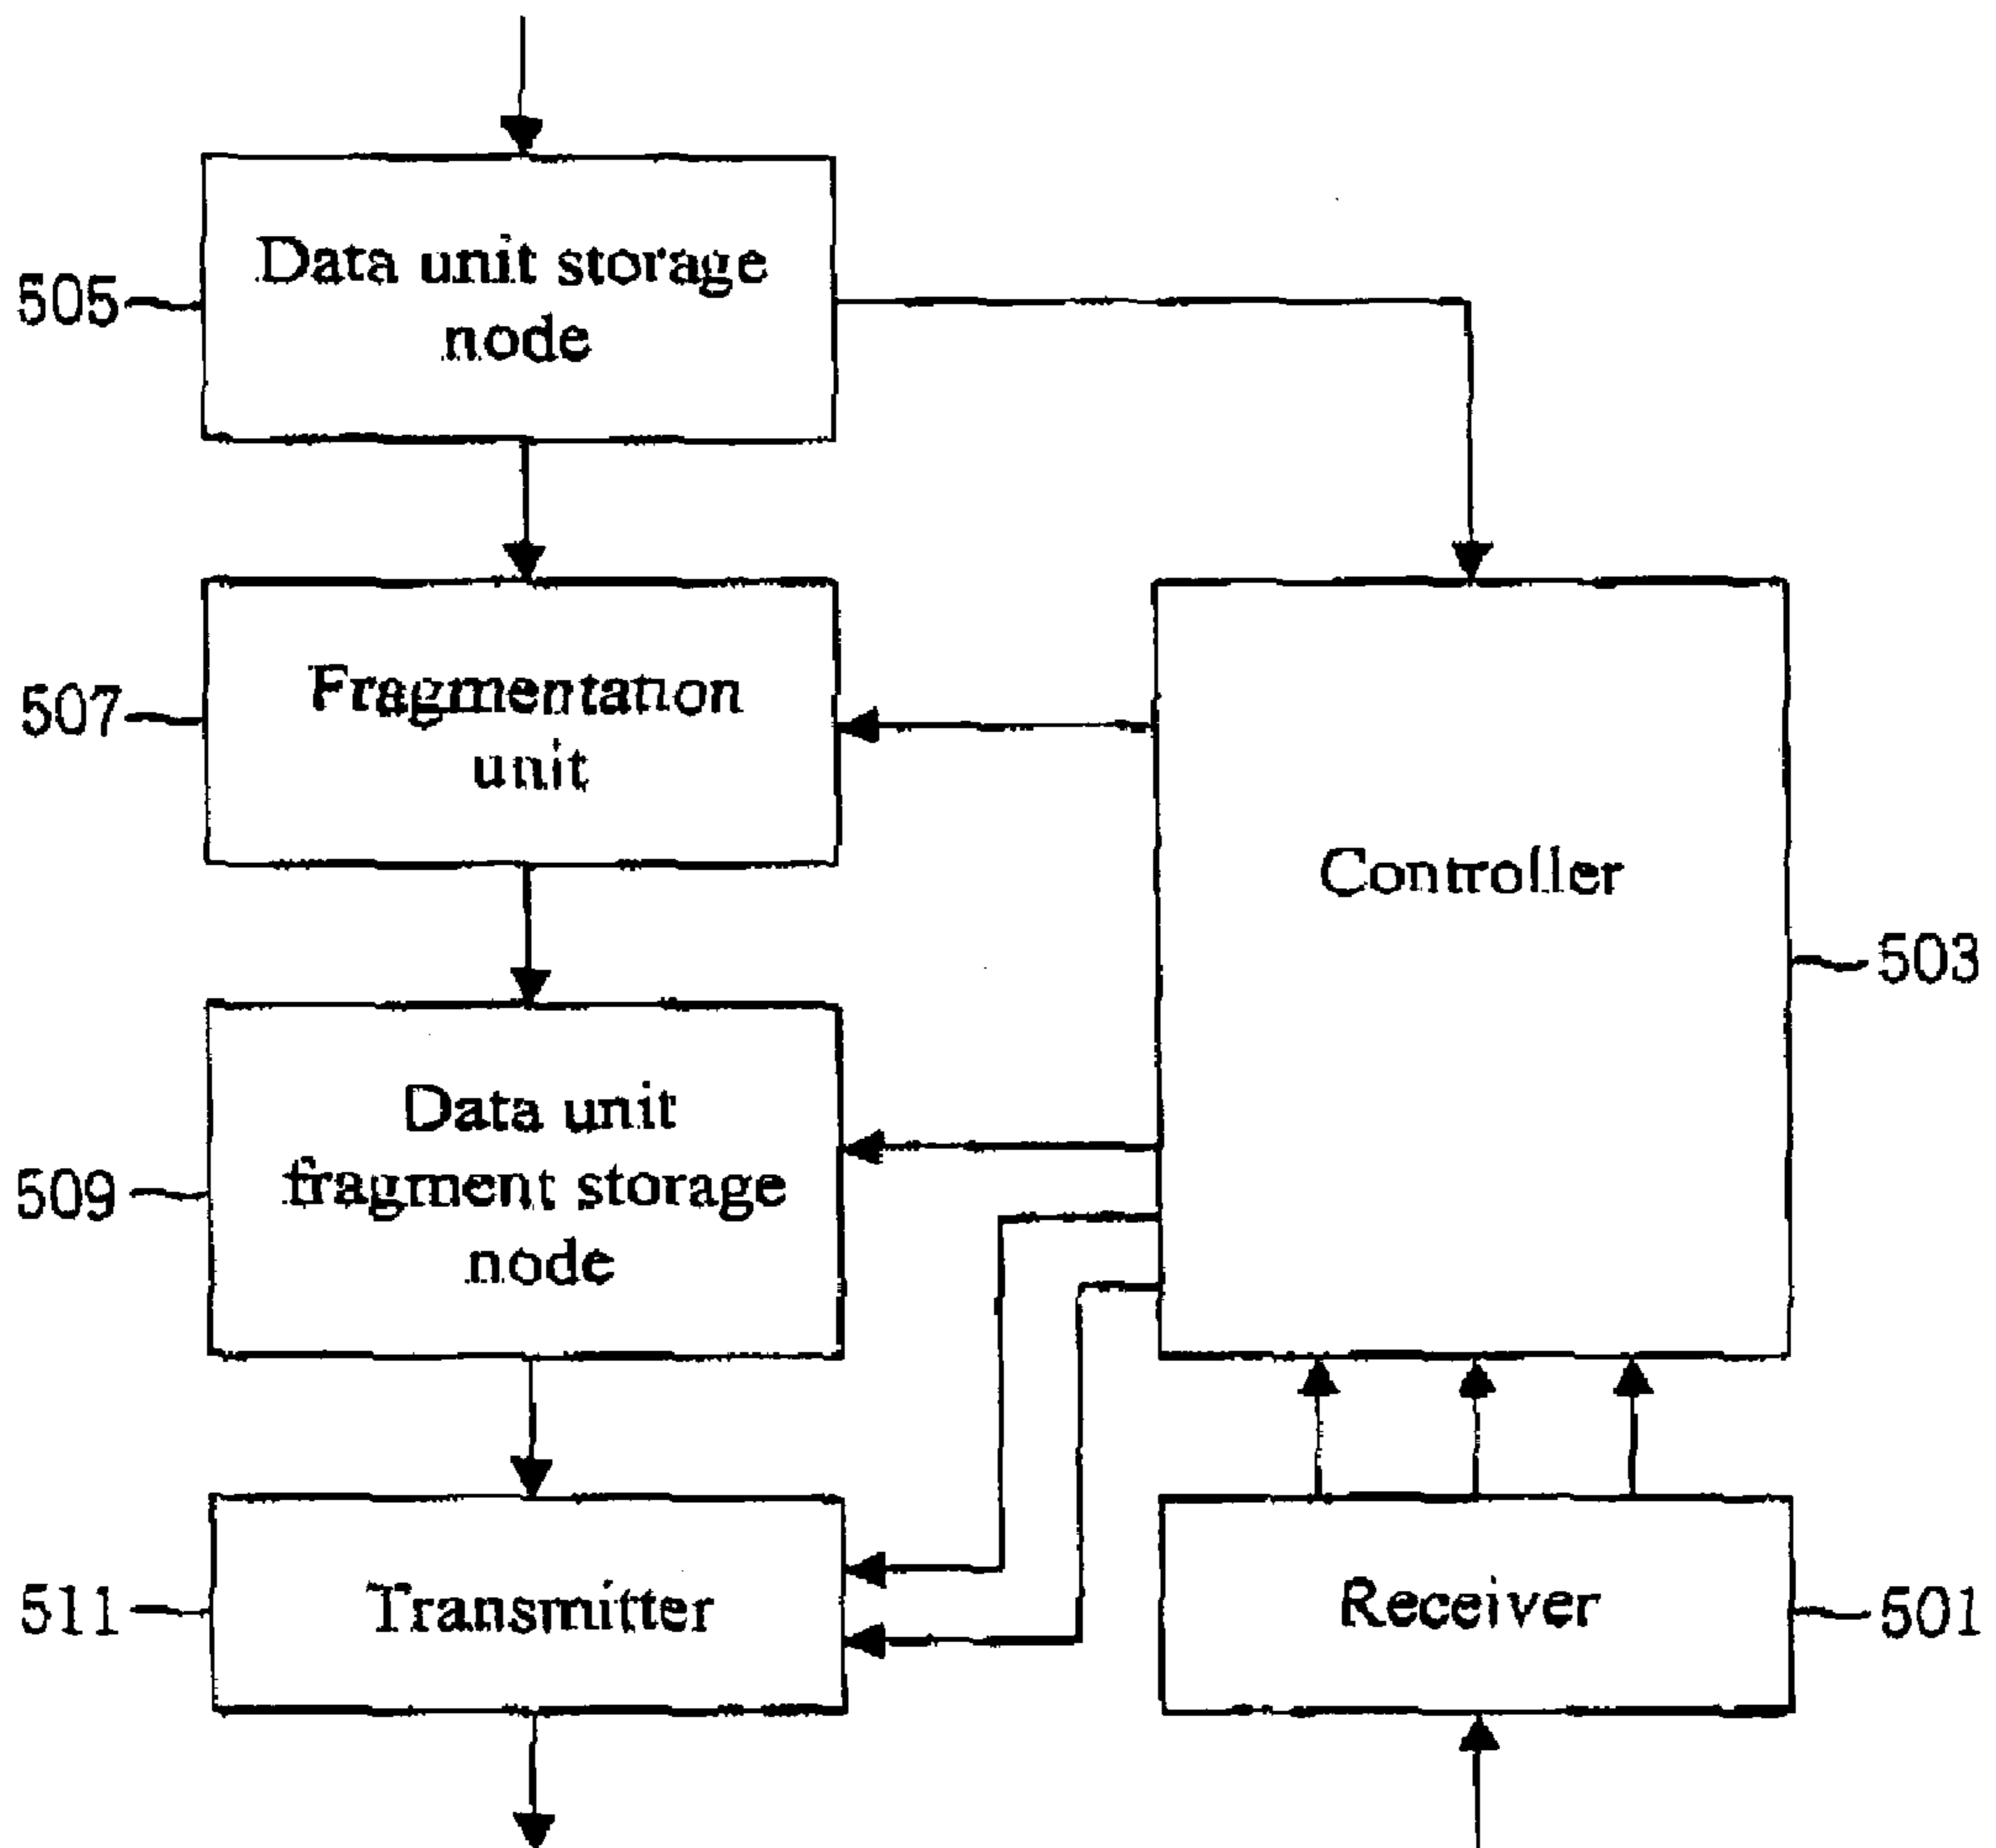 505
Data unit storage
node
507
Fragmentation
unit
Controller
503
509
Data unit
fragment storage
node
511
Transmitter
Receiver
501